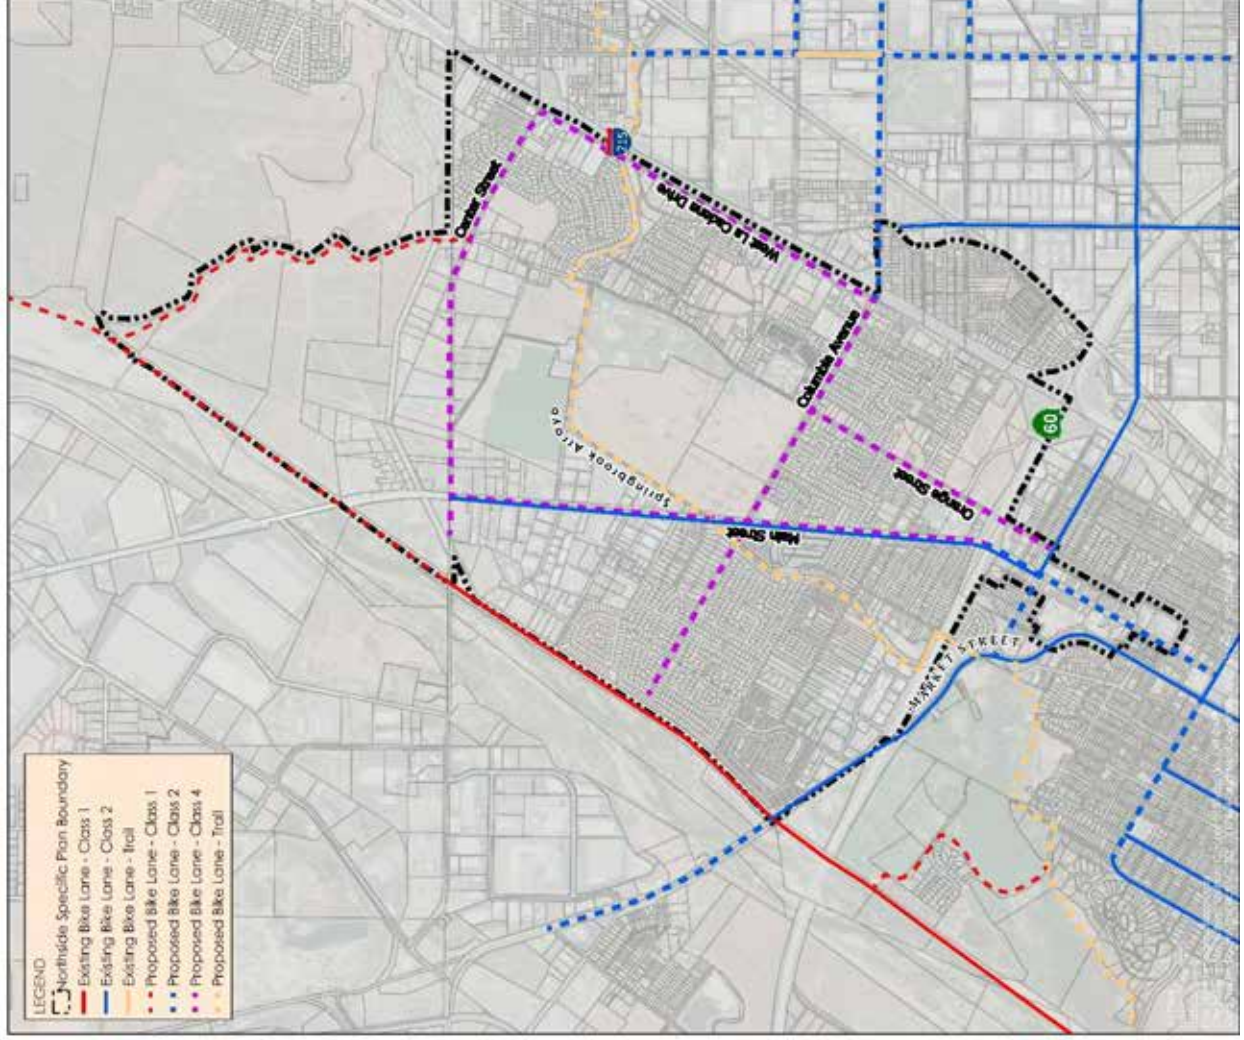 LEGEND
Northside Specific Plan Boundary
Existing Bike Lane - Class 1
Existing Bike Lane - Class 2
Existing Bike Lane - Trail
Proposed Bike Lane - Class 1
Proposed Bike Lane - Class 2
Proposed Bike Lane - Class 4
Proposed Bike Lane - Trail
Center Street
215
West La Cadena Drive
Columbia Avenue
Springbrook Arroyo
Orange Street
60
Main Street
MARKET STREET